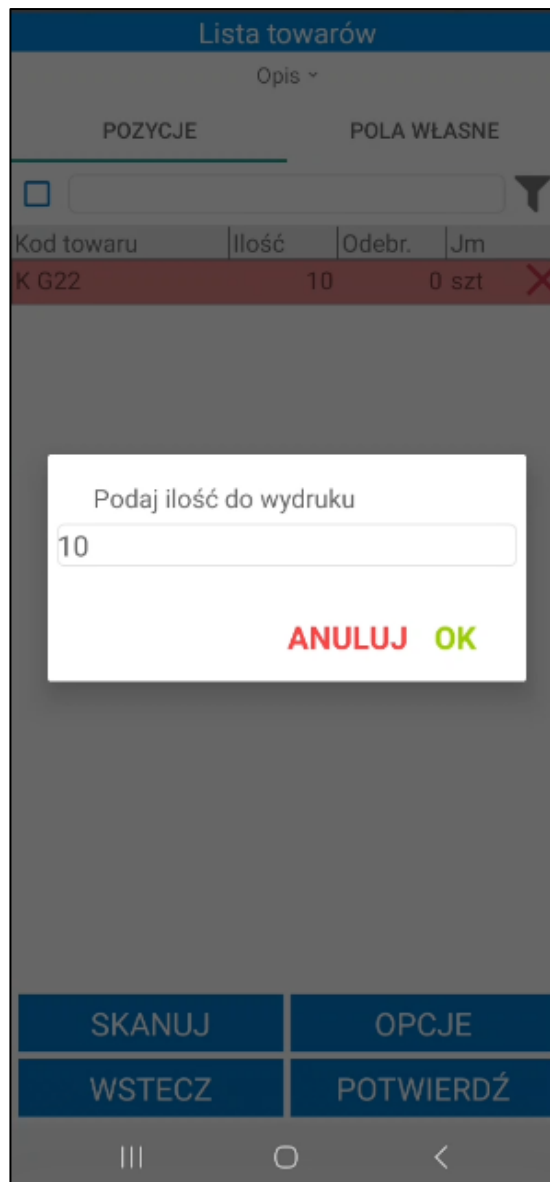 Lista towarów
Opis
POZYCJE POLA WŁASNE
Kod towaru Ilość Odebr. Jm
K G22 10 0 szt
Podaj ilość do wydruku
10
ANULUJ OK
SKANUJ OPCJE
WSTECZ POTWIERDŹ